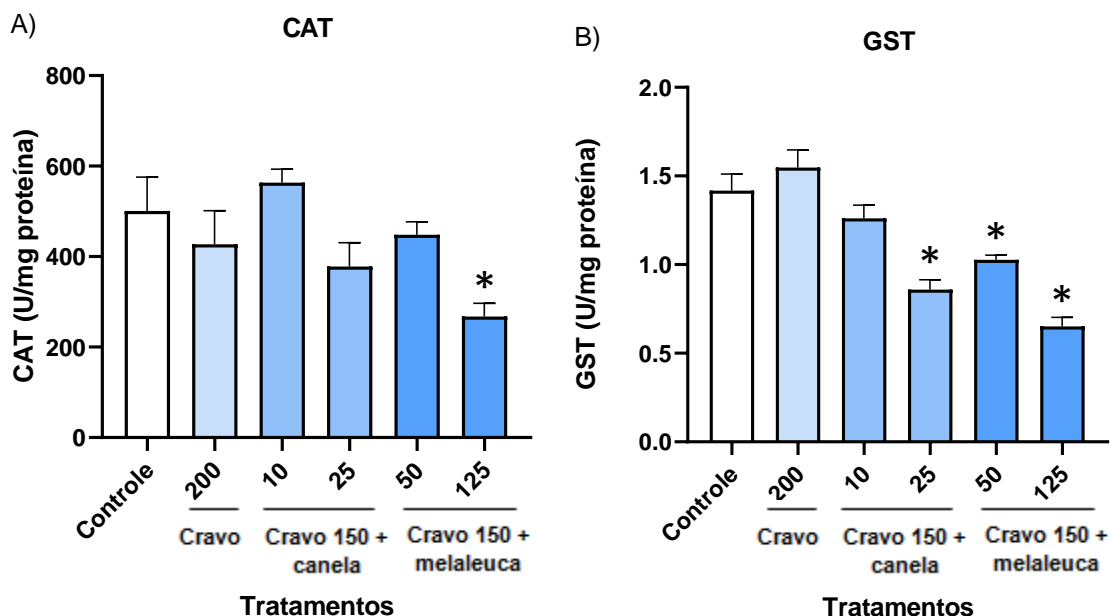 A)
CAT
CAT (U/mg proteína)
800
600
400
200
0
*
Controle
200
10
25
50
125
Cravo
Cravo 150 +
canela
Cravo 150 +
melaleuca
Tratamentos
B)
GST
GST (U/mg proteína)
2.0
1.5
1.0
0.5
0.0
*
*
*
Controle
200
10
25
50
125
Cravo
Cravo 150 +
canela
Cravo 150 +
melaleuca
Tratamentos